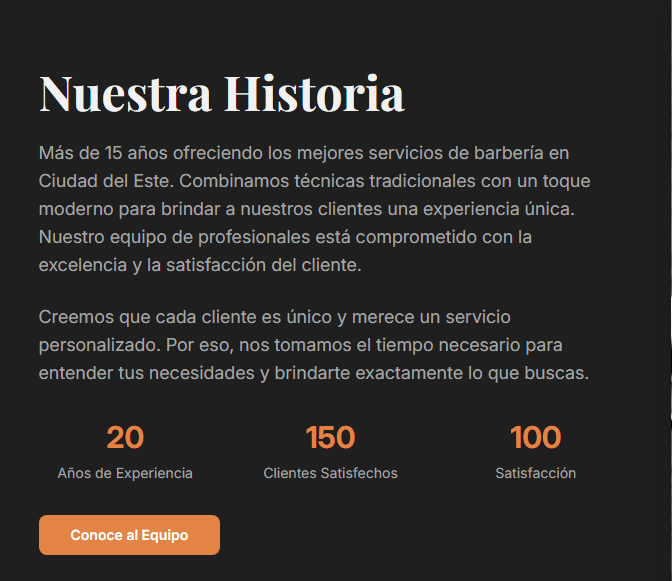 Nuestra Historia
Más de 15 años ofreciendo los mejores servicios de barbería en
Ciudad del Este. Combinamos técnicas tradicionales con un toque
moderno para brindar a nuestros clientes una experiencia única.
Nuestro equipo de profesionales está comprometido con la
excelencia y la satisfacción del cliente.
Creemos que cada cliente es único y merece un servicio
personalizado. Por eso, nos tomamos el tiempo necesario para
entender tus necesidades y brindarte exactamente lo que buscas.
20 150 100
Años de Experiencia Clientes Satisfechos Satisfacción
Conoce al Equipo